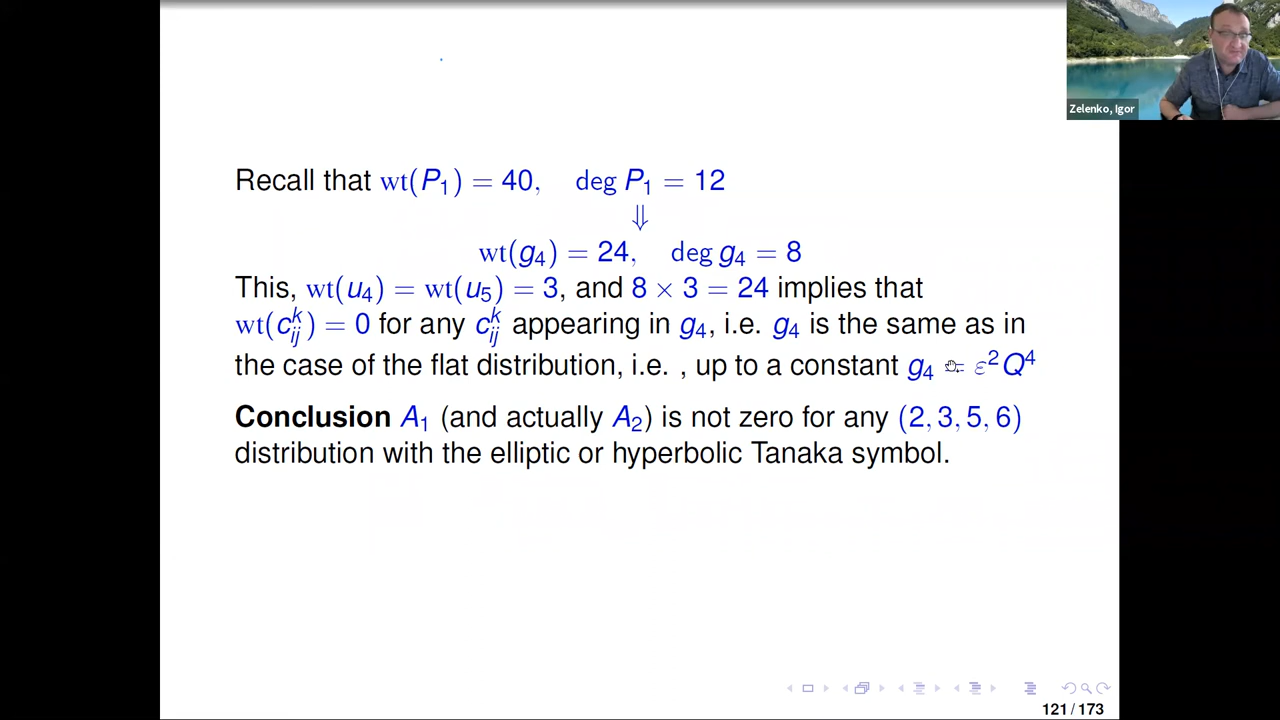 Zelenko, Igor
Recall that wt(P₁) = 40, deg P₁ = 12
⇓
wt(g₄) = 24, deg g₄ = 8
This, wt(u₄) = wt(u₅) = 3, and 8 × 3 = 24 implies that
wt(cᵏᵢⱼ) = 0 for any cᵏᵢⱼ appearing in g₄, i.e. g₄ is the same as in
the case of the flat distribution, i.e. , up to a constant g₄ = ε²Q⁴
Conclusion A₁ (and actually A₂) is not zero for any (2, 3, 5, 6)
distribution with the elliptic or hyperbolic Tanaka symbol.
121 / 173